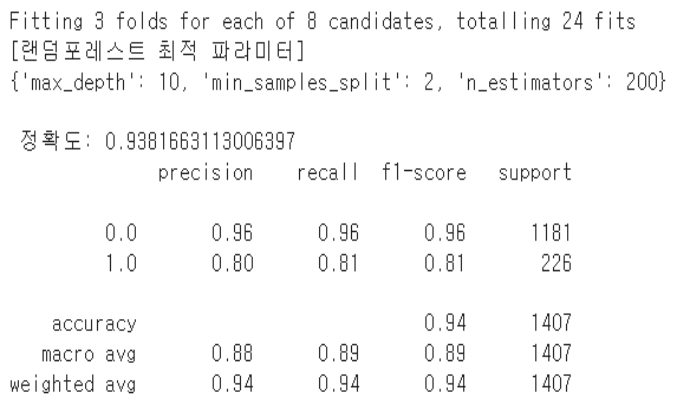 Fitting 3 folds for each of 8 candidates, totalling 24 fits
[랜덤포레스트 최적 파라미터]
{'max_depth': 10, 'min_samples_split': 2, 'n_estimators': 200}
정확도: 0.9381663113006397
precision recall f1-score support
0.0 0.96 0.96 0.96 1181
1.0 0.80 0.81 0.81 226
accuracy 0.94 1407
macro avg 0.88 0.89 0.89 1407
weighted avg 0.94 0.94 0.94 1407